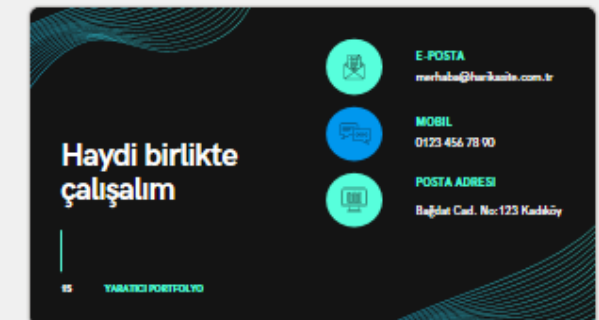 Haydi birlikte
çalışalım
E-POSTA
merhaba@harikasite.com.tr
MOBIL
0123 456 78 90
POSTA ADRESI
Bağdat Cad. No:123 Kadıköy
15 YARATICI PORTFOLYO